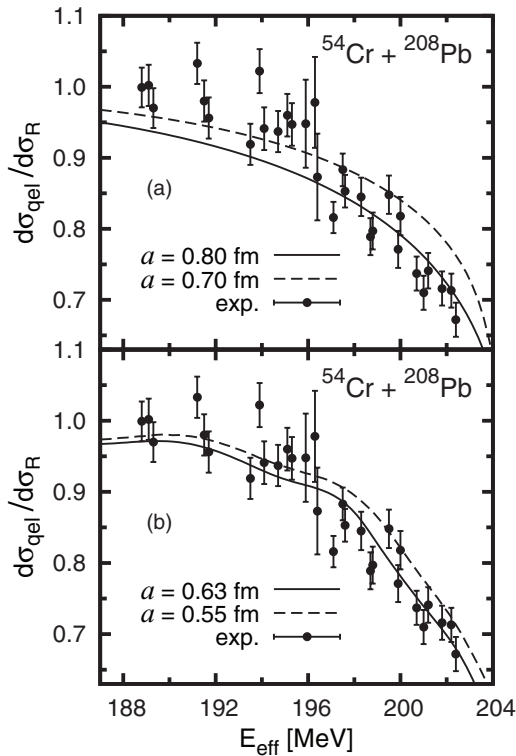 1.1
⁵⁴Cr + ²⁰⁸Pb
1.0
0.9
0.8
0.7
dσqel/dσR
(a)
a = 0.80 fm
a = 0.70 fm
exp.
1.1
⁵⁴Cr + ²⁰⁸Pb
1.0
0.9
0.8
0.7
dσqel/dσR
(b)
a = 0.63 fm
a = 0.55 fm
exp.
188 192 196 200 204
Eeff [MeV]